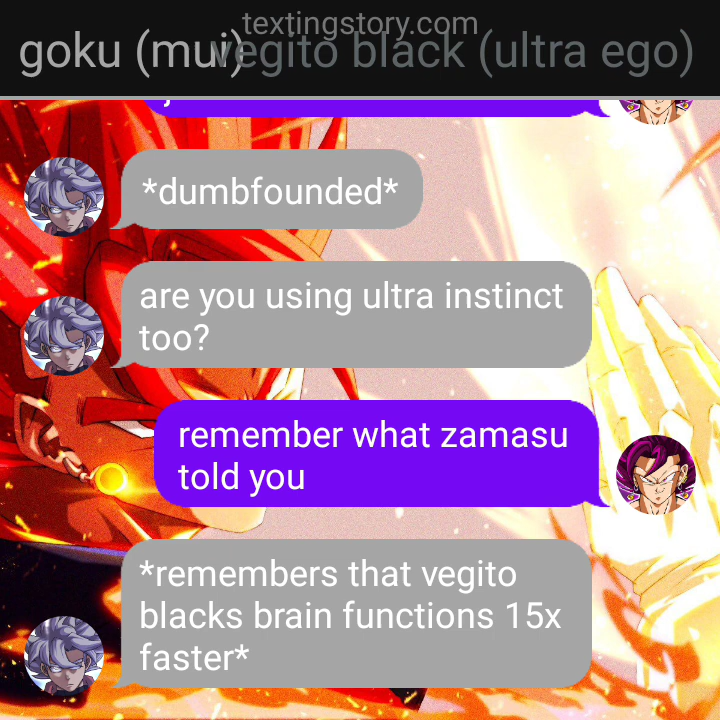 textingstory.com
goku (mui)
vegito black (ultra ego)
*dumbfounded*
are you using ultra instinct
too?
remember what zamasu
told you
*remembers that vegito
blacks brain functions 15x
faster*